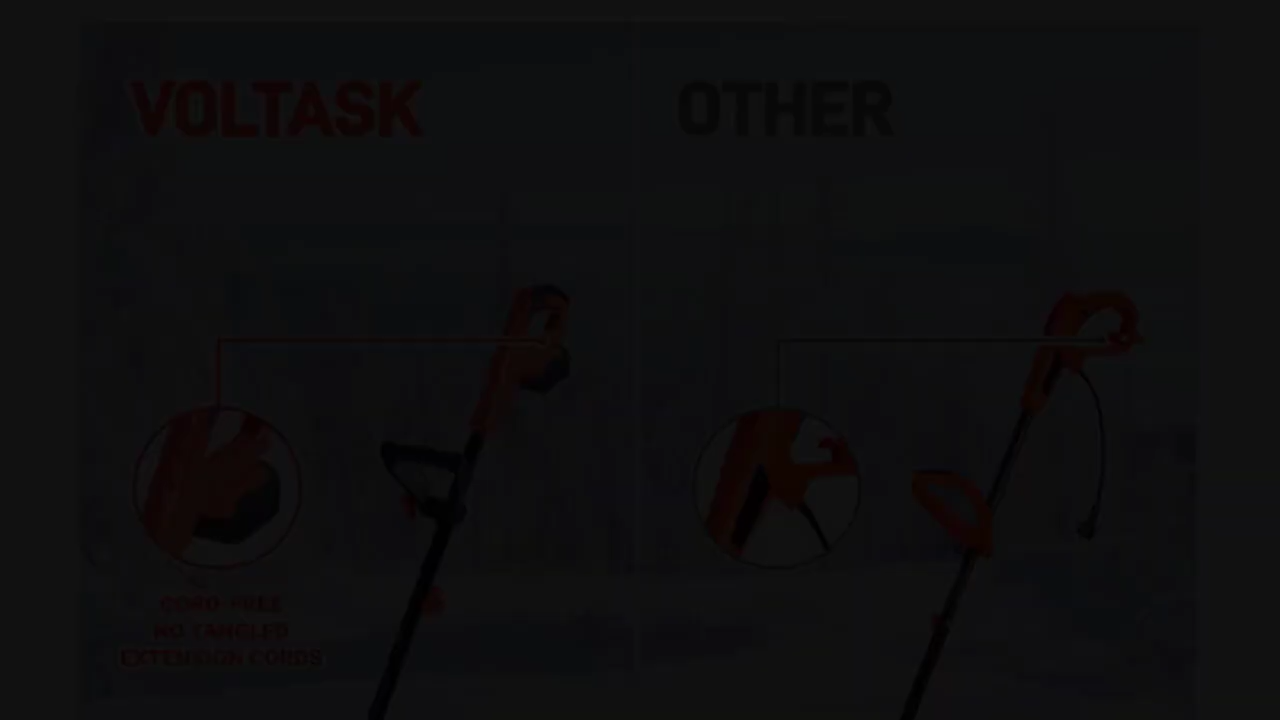 VOLTASK
OTHER
CORD-FREE
NO TANGLED
EXTENSION CORDS